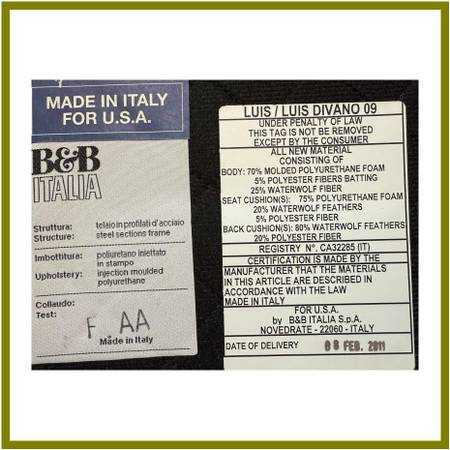 MADE IN ITALY
FOR U.S.A.
B&B
ITALIA
Struttura: telaio in profilati d'acciaio
Structure: steel sections frame
Imbottitura: poliuretano iniettato
in stampo
Upholstery: injection moulded
polyurethane
Collaudo:
Test:
F AA
Made in Italy
LUIS / LUIS DIVANO 09
UNDER PENALTY OF LAW
THIS TAG IS NOT BE REMOVED
EXCEPT BY THE CONSUMER
ALL NEW MATERIAL
CONSISTING OF
BODY: 70% MOLDED POLYURETHANE FOAM
5% POLYESTER FIBERS BATTING
25% WATERWOLF FIBER
SEAT CUSHION(S): 75% POLYURETHANE FOAM
20% WATERWOLF FEATHERS
5% POLYESTER FIBER
BACK CUSHION(S): 80% WATERWOLF FEATHERS
20% POLYESTER FIBER
REGISTRY N°. CA32285 (IT)
CERTIFICATION IS MADE BY THE
MANUFACTURER THAT THE MATERIALS
IN THIS ARTICLE ARE DESCRIBED IN
ACCORDANCE WITH THE LAW
MADE IN ITALY
FOR U.S.A.
by B&B ITALIA S.p.A.
NOVEDRATE - 22060 - ITALY
DATE OF DELIVERY 08 FEB. 2011